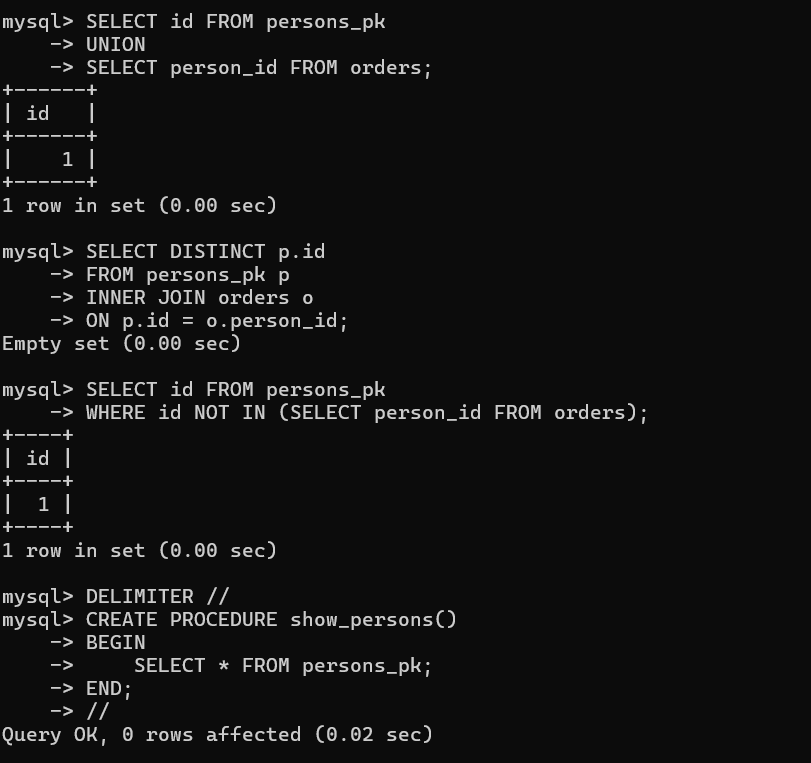 mysql> SELECT id FROM persons_pk
    -> UNION
    -> SELECT person_id FROM orders;
+------+
| id   |
+------+
|    1 |
+------+
1 row in set (0.00 sec)

mysql> SELECT DISTINCT p.id
    -> FROM persons_pk p
    -> INNER JOIN orders o
    -> ON p.id = o.person_id;
Empty set (0.00 sec)

mysql> SELECT id FROM persons_pk
    -> WHERE id NOT IN (SELECT person_id FROM orders);
+----+
| id |
+----+
|  1 |
+----+
1 row in set (0.00 sec)

mysql> DELIMITER //
mysql> CREATE PROCEDURE show_persons()
    -> BEGIN
    ->     SELECT * FROM persons_pk;
    -> END;
    -> //
Query OK, 0 rows affected (0.02 sec)